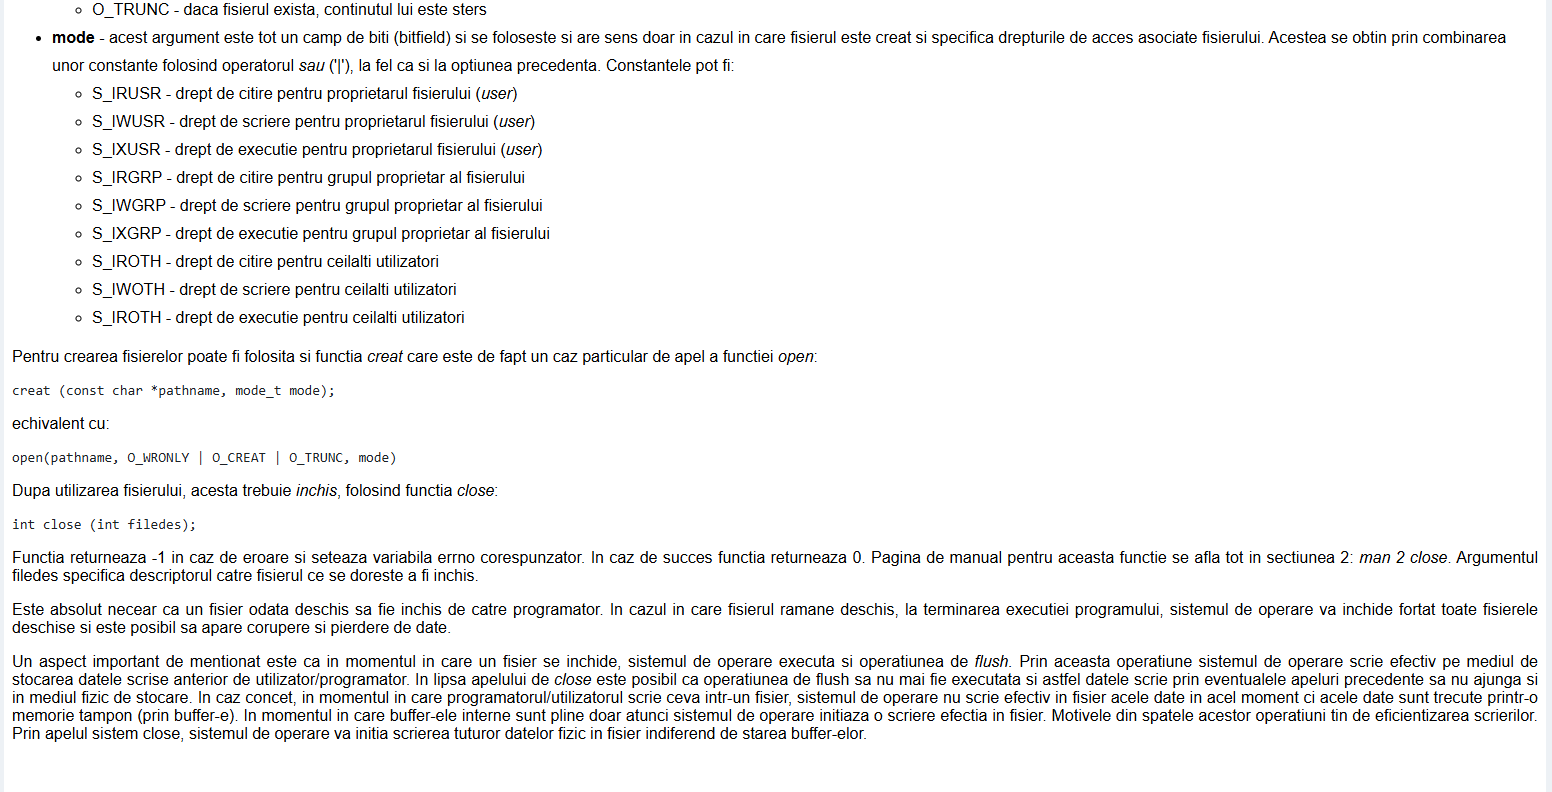 O_TRUNC - daca fisierul exista, continutul lui este sters
mode - acest argument este tot un camp de biti (bitfield) si se foloseste si are sens doar in cazul in care fisierul este creat si specifica drepturile de acces asociate fisierului. Acestea se obtin prin combinarea
unor constante folosind operatorul sau ('|'), la fel ca si la optiunea precedenta. Constantele pot fi:
S_IRUSR - drept de citire pentru proprietarul fisierului (user)
S_IWUSR - drept de scriere pentru proprietarul fisierului (user)
S_IXUSR - drept de executie pentru proprietarul fisierului (user)
S_IRGRP - drept de citire pentru grupul proprietar al fisierului
S_IWGRP - drept de scriere pentru grupul proprietar al fisierului
S_IXGRP - drept de executie pentru grupul proprietar al fisierului
S_IROTH - drept de citire pentru ceilalti utilizatori
S_IWOTH - drept de scriere pentru ceilalti utilizatori
S_IROTH - drept de executie pentru ceilalti utilizatori
Pentru crearea fisierelor poate fi folosita si functia creat care este de fapt un caz particular de apel a functiei open:
creat (const char *pathname, mode_t mode);
echivalent cu:
open(pathname, O_WRONLY | O_CREAT | O_TRUNC, mode)
Dupa utilizarea fisierului, acesta trebuie inchis, folosind functia close:
int close (int filedes);
Functia returneaza -1 in caz de eroare si seteaza variabila errno corespunzator. In caz de succes functia returneaza 0. Pagina de manual pentru aceasta functie se afla tot in sectiunea 2: man 2 close. Argumentul
filedes specifica descriptorul catre fisierul ce se doreste a fi inchis.
Este absolut necear ca un fisier odata deschis sa fie inchis de catre programator. In cazul in care fisierul ramane deschis, la terminarea executiei programului, sistemul de operare va inchide fortat toate fisierele
deschise si este posibil sa apare corupere si pierdere de date.
Un aspect important de mentionat este ca in momentul in care un fisier se inchide, sistemul de operare executa si operatiunea de flush. Prin aceasta operatiune sistemul de operare scrie efectiv pe mediul de
stocarea datele scrise anterior de utilizator/programator. In lipsa apelului de close este posibil ca operatiunea de flush sa nu mai fie executata si astfel datele scrie prin eventualele apeluri precedente sa nu ajunga si
in mediul fizic de stocare. In caz concet, in momentul in care programatorul/utilizatorul scrie ceva intr-un fisier, sistemul de operare nu scrie efectiv in fisier acele date in acel moment ci acele date sunt trecute printr-o
memorie tampon (prin buffer-e). In momentul in care buffer-ele interne sunt pline doar atunci sistemul de operare initiaza o scriere efectia in fisier. Motivele din spatele acestor operatiuni tin de eficientizarea scrierilor.
Prin apelul sistem close, sistemul de operare va initia scrierea tuturor datelor fizic in fisier indiferend de starea buffer-elor.